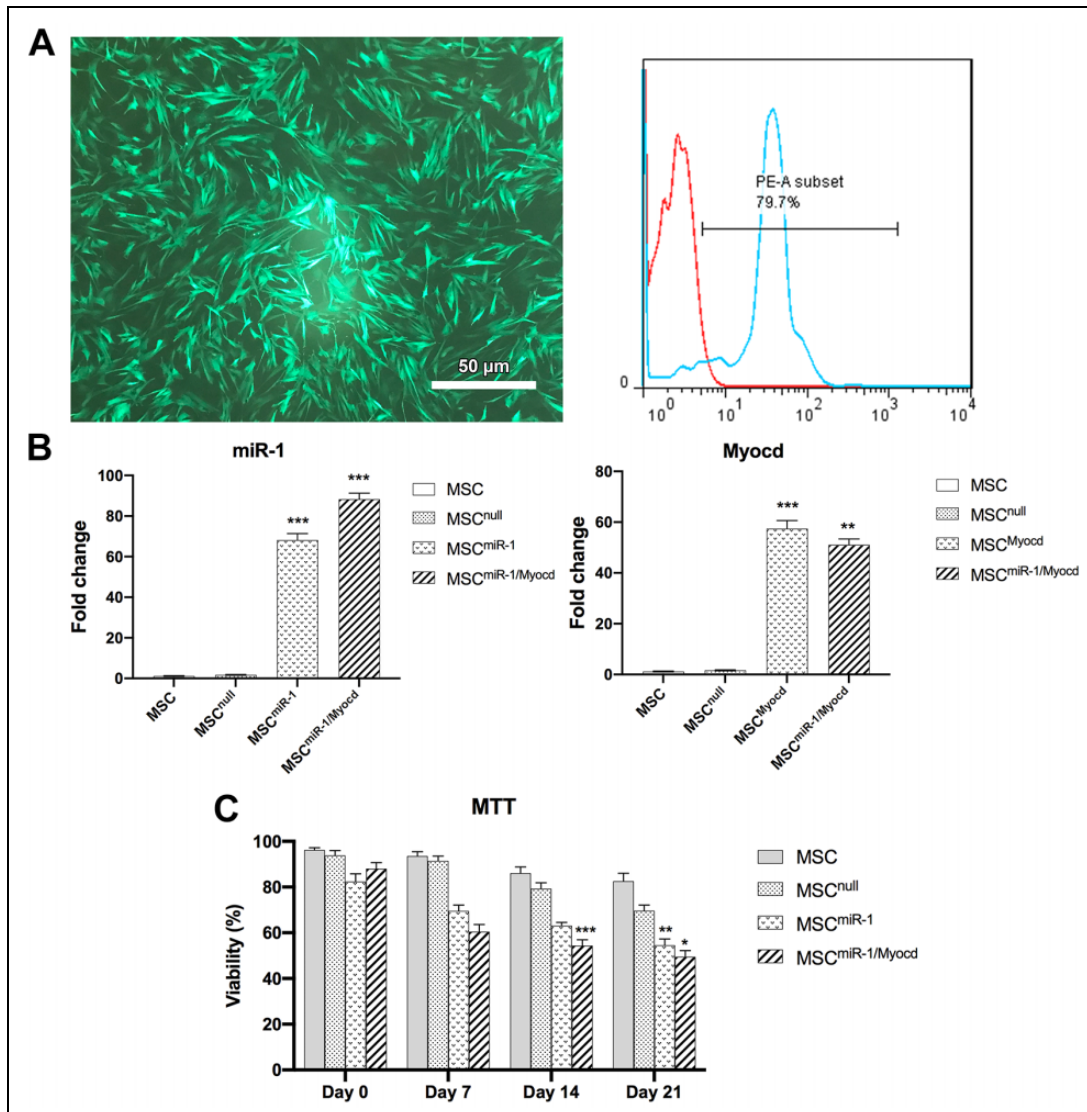 A
50 µm
PE-A subset
79.7%
0
10^0 10^1 10^2 10^3 10^4
B
miR-1
Fold change
100
80
60
40
20
0
MSC
MSC^null
MSC^miR-1
MSC^miR-1/Myocd
***
***
MSC
MSC^null
MSC^miR-1
MSC^miR-1/Myocd
Myocd
Fold change
80
60
40
20
0
MSC
MSC^null
MSC^Myocd
MSC^miR-1/Myocd
***
**
MSC
MSC^null
MSC^Myocd
MSC^miR-1/Myocd
C
MTT
Viability (%)
100
80
60
40
20
0
***
**
*
Day 0 Day 7 Day 14 Day 21
MSC
MSC^null
MSC^miR-1
MSC^miR-1/Myocd